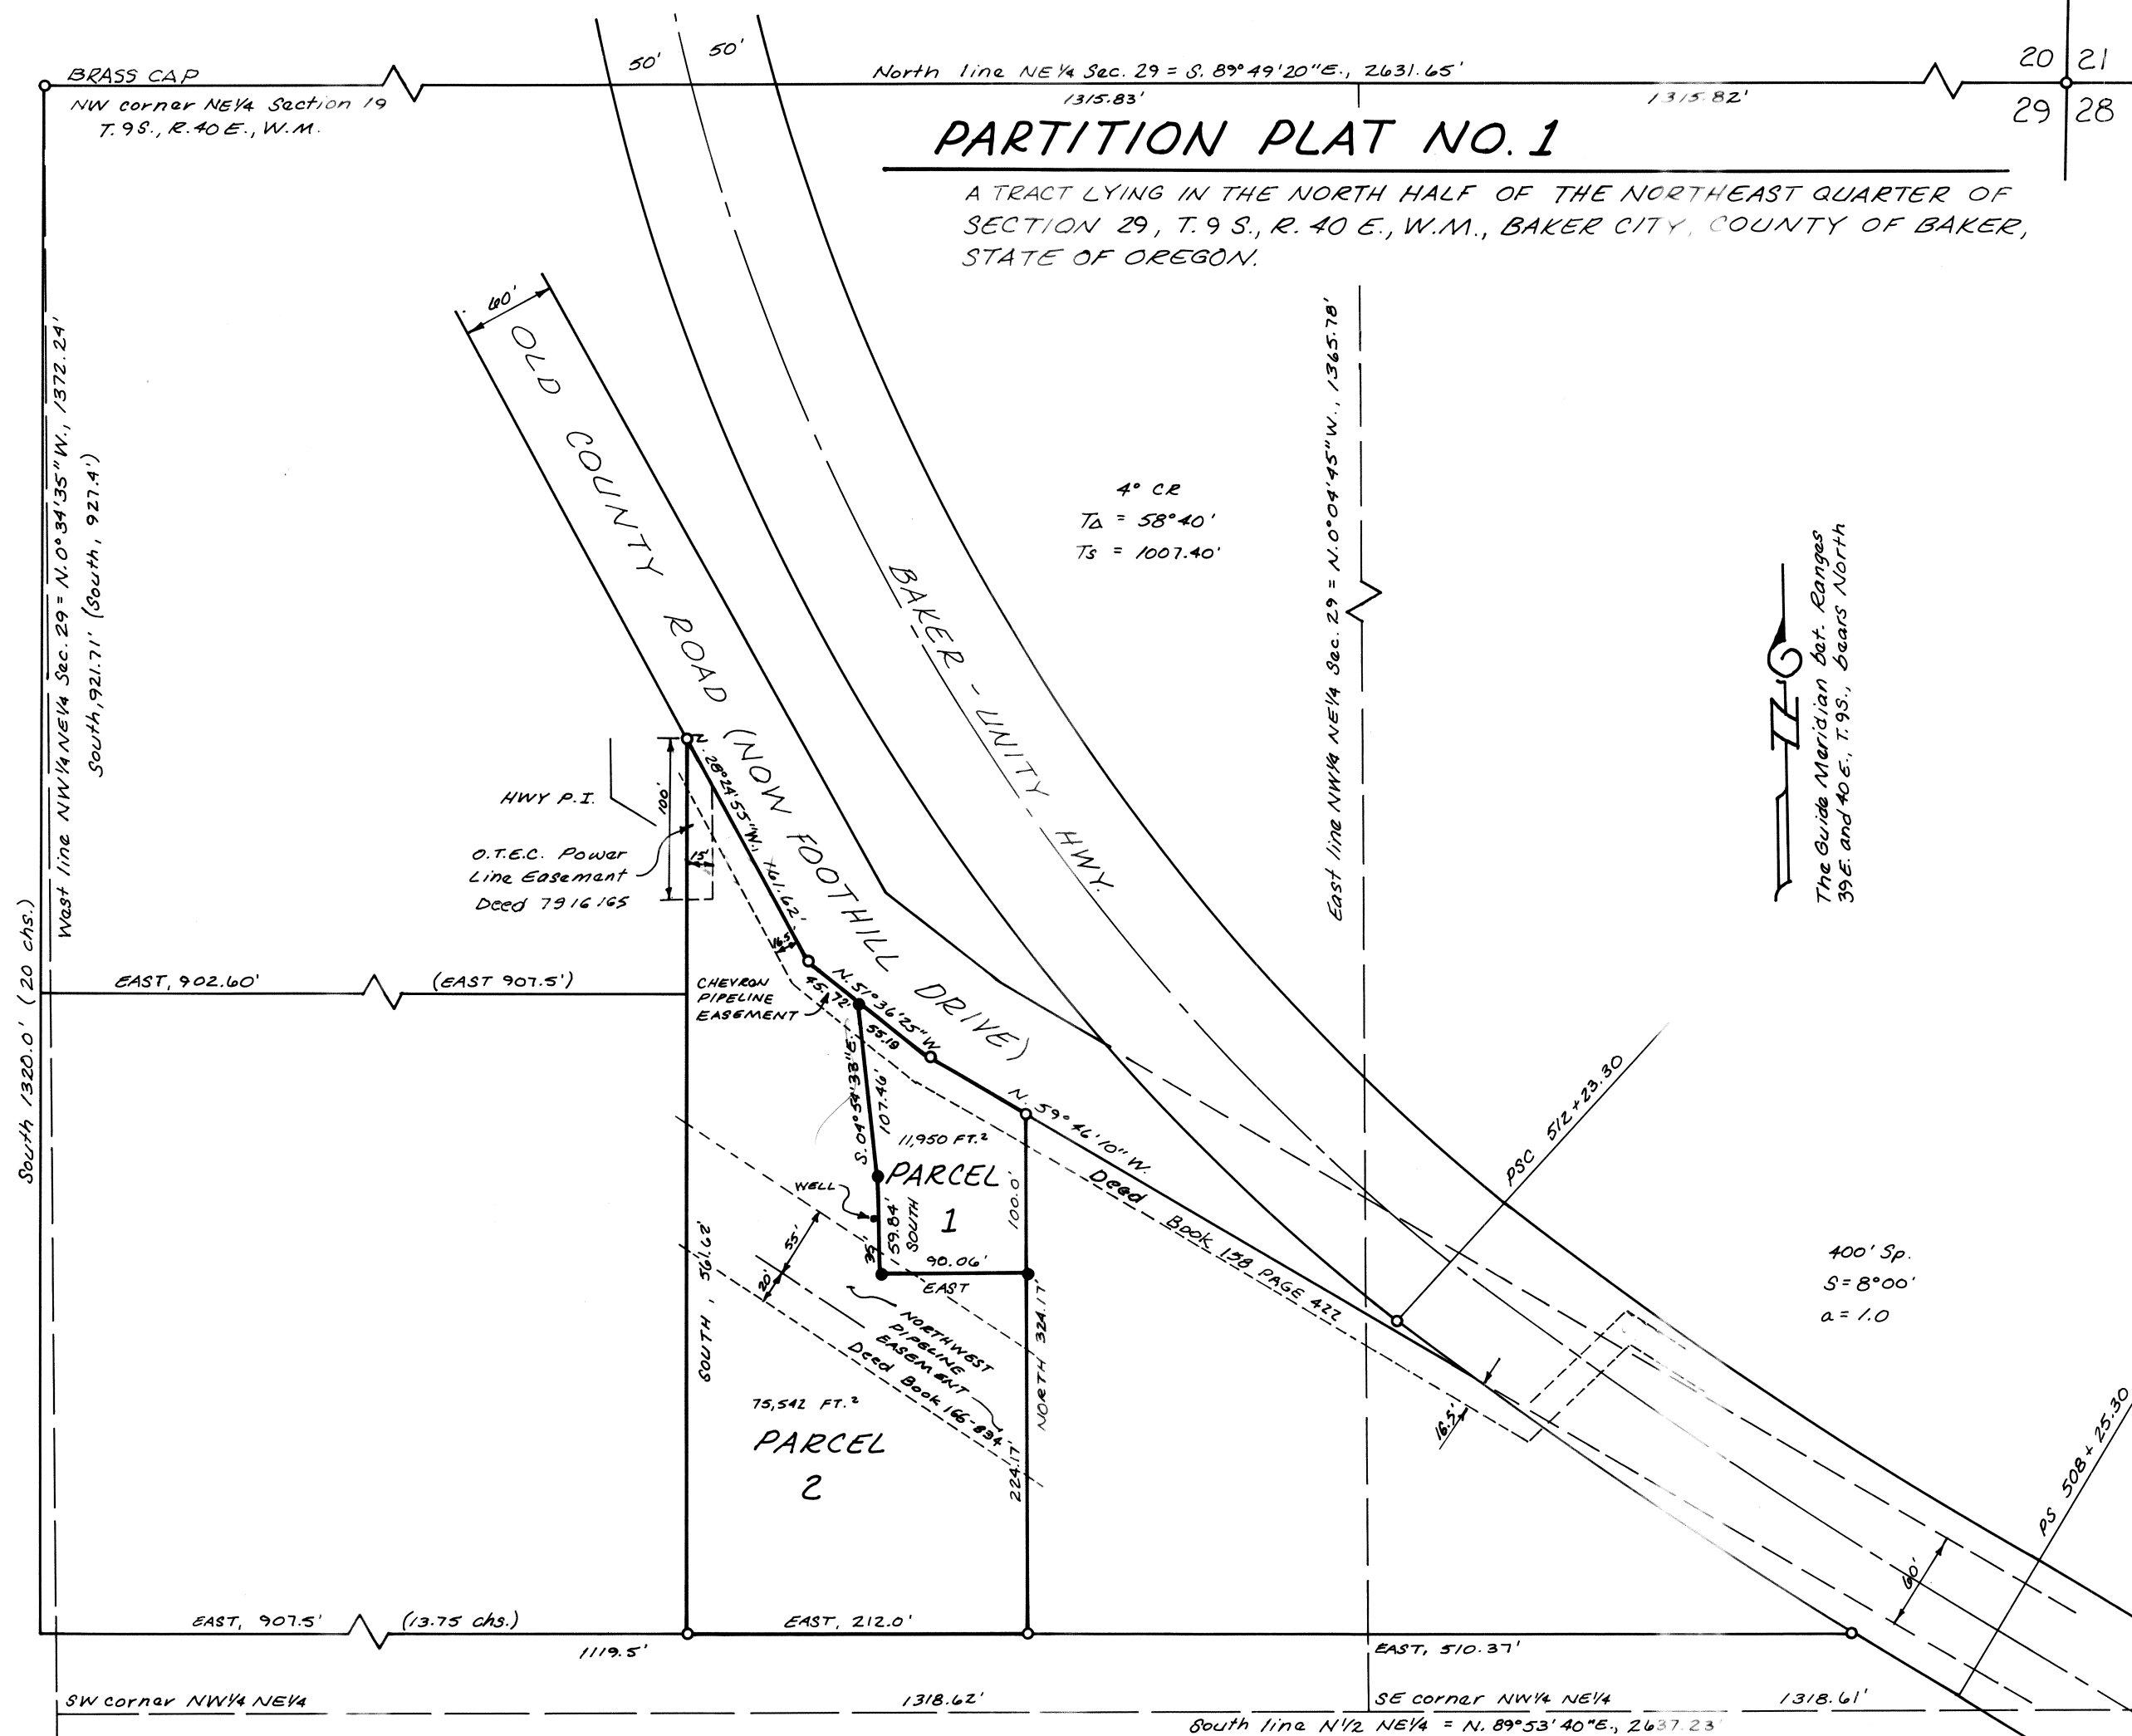 BRASS CAP
NW corner NE1/4 Section 19
T. 9 S., R. 40 E., W.M.
50' 50'
North line NE 1/4 Sec. 29 = S. 89° 49' 20" E., 2631.65'
1315.83' 1315.82'
20 21
29 28
PARTITION PLAT NO. 1
A TRACT LYING IN THE NORTH HALF OF THE NORTHEAST QUARTER OF
SECTION 29, T. 9 S., R. 40 E., W.M., BAKER CITY, COUNTY OF BAKER,
STATE OF OREGON.
60'
OLD COUNTY ROAD (NOW FOOTHILL DRIVE)
BAKER - UNITY - HWY.
4° CR
T∆ = 58° 40'
Ts = 1007.40'
West line NW1/4 NE1/4 Sec. 29 = N. 0° 34' 35" W., 1372.24'
South, 921.71' (South, 927.4')
South 1320.0' (20 chs.)
East line NW1/4 NE1/4 Sec. 29 = N. 0° 04' 45" W., 1365.78'
N
The Guide Meridian bet. Ranges
39 E. and 40 E., T. 9 S., bears North
HWY P.I.
100'
O.T.E.C. Power
Line Easement
Deed 7916165
15'
N. 28° 24' 55" W., 161.62'
16.5'
EAST, 902.60' (EAST 907.5')
CHEVRON
PIPELINE
EASEMENT
45.72'
N. 51° 36' 25" W
55.19
S. 04° 54' 33" E.
107.46'
N. 59° 46' 10" W.
Deed Book 138 PAGE 422
11,950 FT.²
PARCEL
1
100.0'
WELL
59.84'
SOUTH
35'
90.06'
EAST
55'
20'
SOUTH, 561.62'
NORTHWEST
PIPELINE
EASEMENT
Deed Book 166-834
NORTH 324.17'
224.17'
75,542 FT.²
PARCEL
2
PSC 512 + 23.30
400' Sp.
S = 8° 00'
a = 1.0
16.5'
60'
PS 508 + 25.30
EAST, 907.5' (13.75 chs.)
EAST, 212.0'
1119.5'
EAST, 510.37'
SW corner NW1/4 NE1/4
1318.62'
SE corner NW1/4 NE1/4
1318.61'
South line N1/2 NE1/4 = N. 89° 53' 40" E., 2637.23'